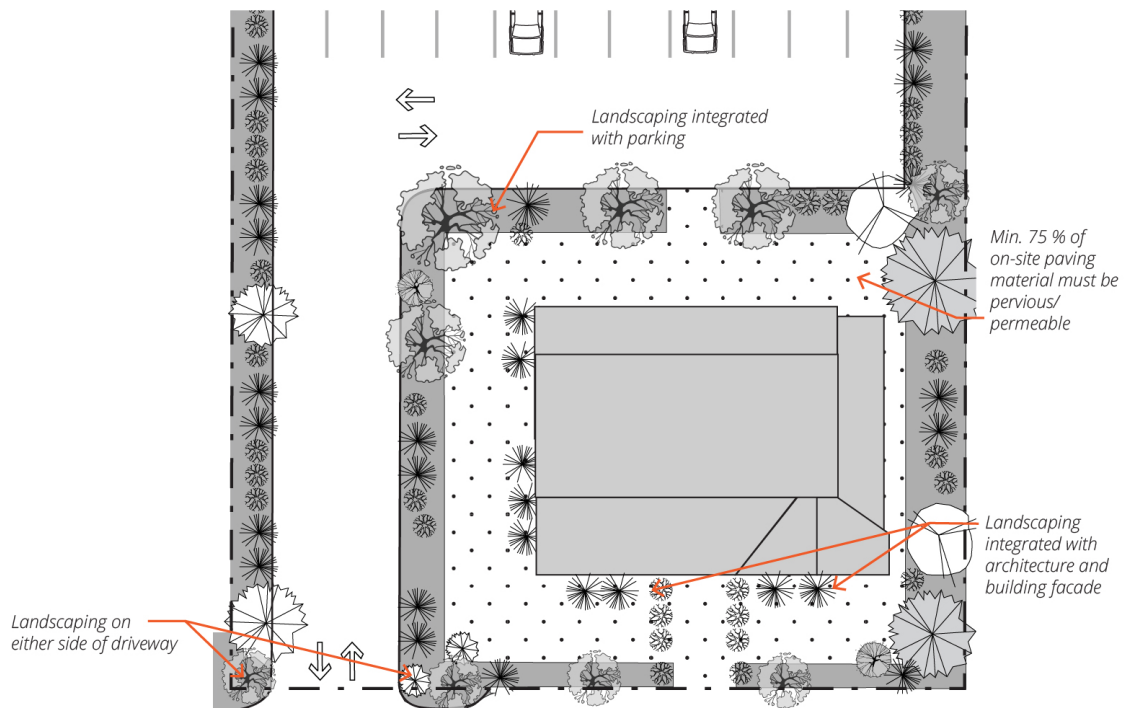 Landscaping integrated
with parking
Min. 75 % of
on-site paving
material must be
pervious/
permeable
Landscaping
integrated with
architecture and
building facade
Landscaping on
either side of driveway